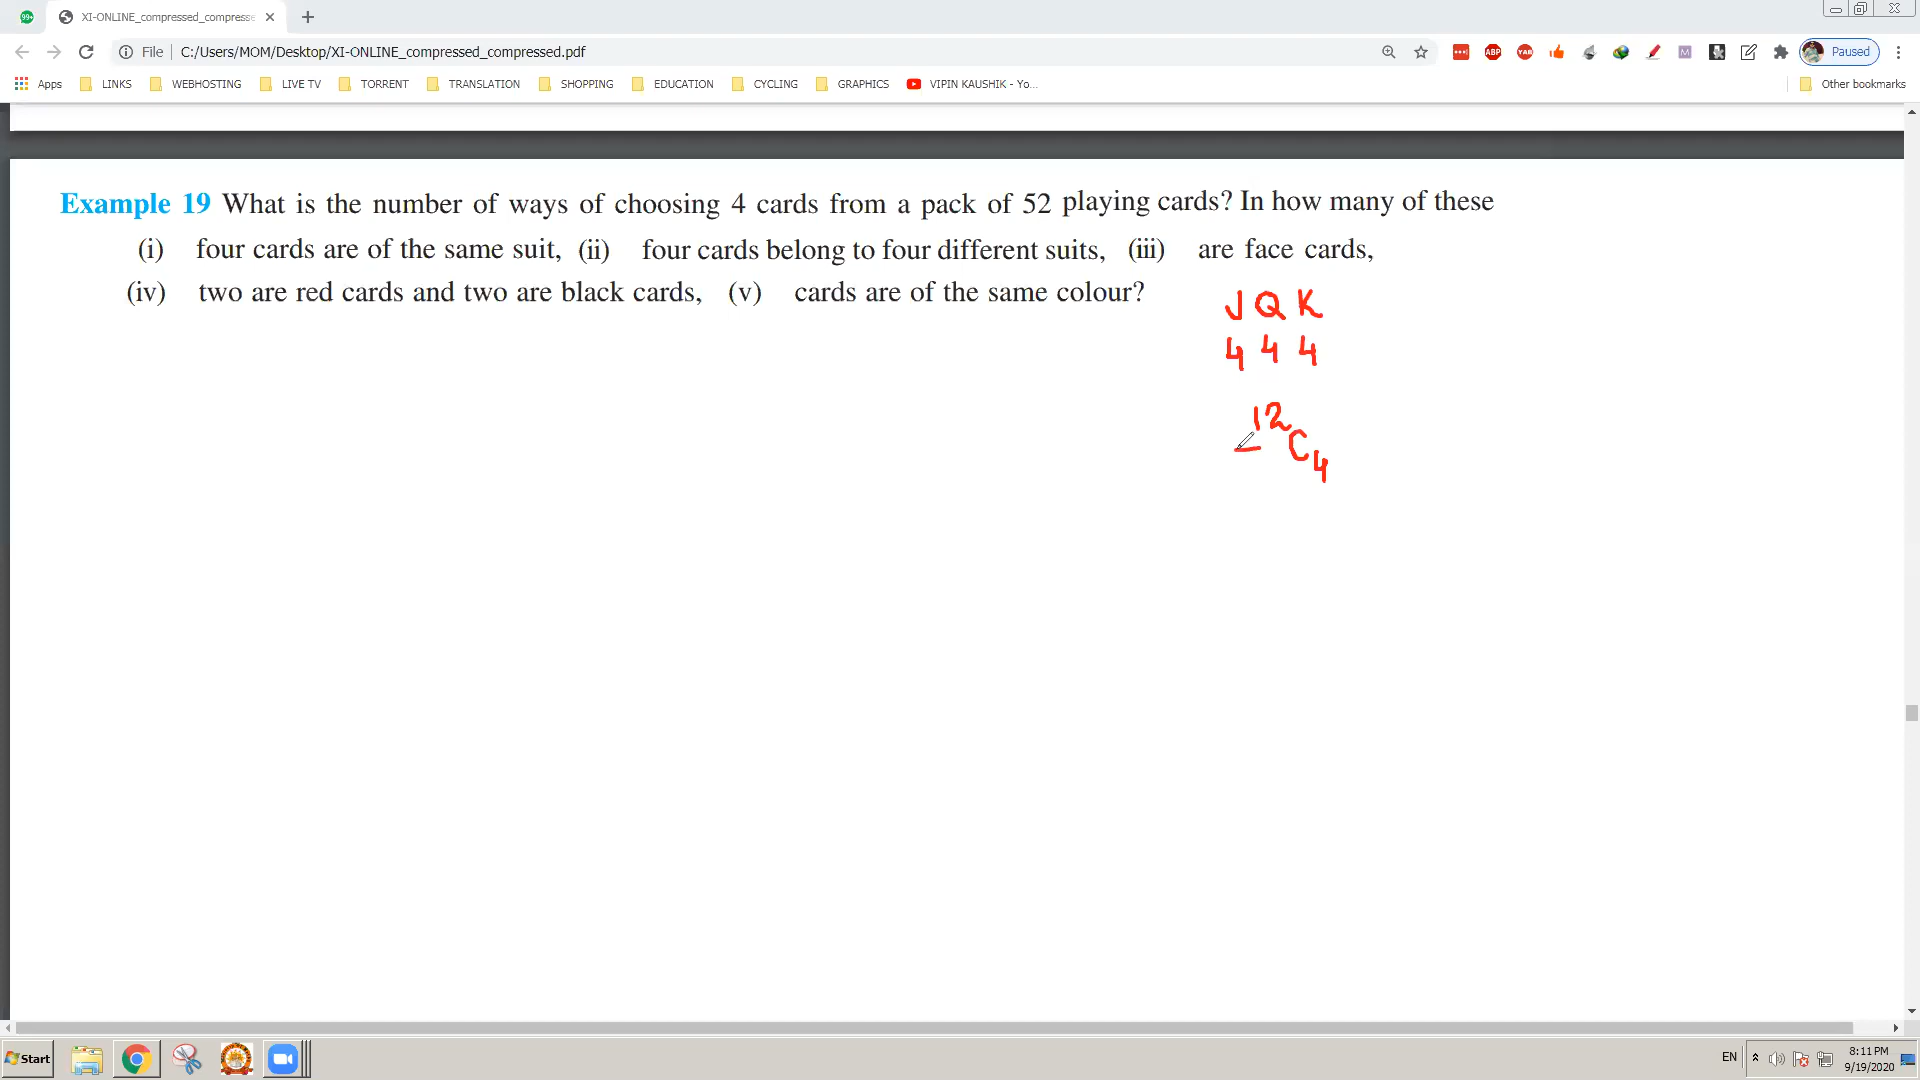 XI-ONLINE_compressed_compresse
File
C:/Users/MOM/Desktop/XI-ONLINE_compressed_compressed.pdf
Paused
Apps LINKS WEBHOSTING LIVE TV TORRENT TRANSLATION SHOPPING EDUCATION CYCLING GRAPHICS VIPIN KAUSHIK - Yo... Other bookmarks
Example 19 What is the number of ways of choosing 4 cards from a pack of 52 playing cards? In how many of these
(i) four cards are of the same suit, (ii) four cards belong to four different suits, (iii) are face cards,
(iv) two are red cards and two are black cards, (v) cards are of the same colour?
J Q K
4 4 4
12C4
Start
EN
8:11 PM
9/19/2020